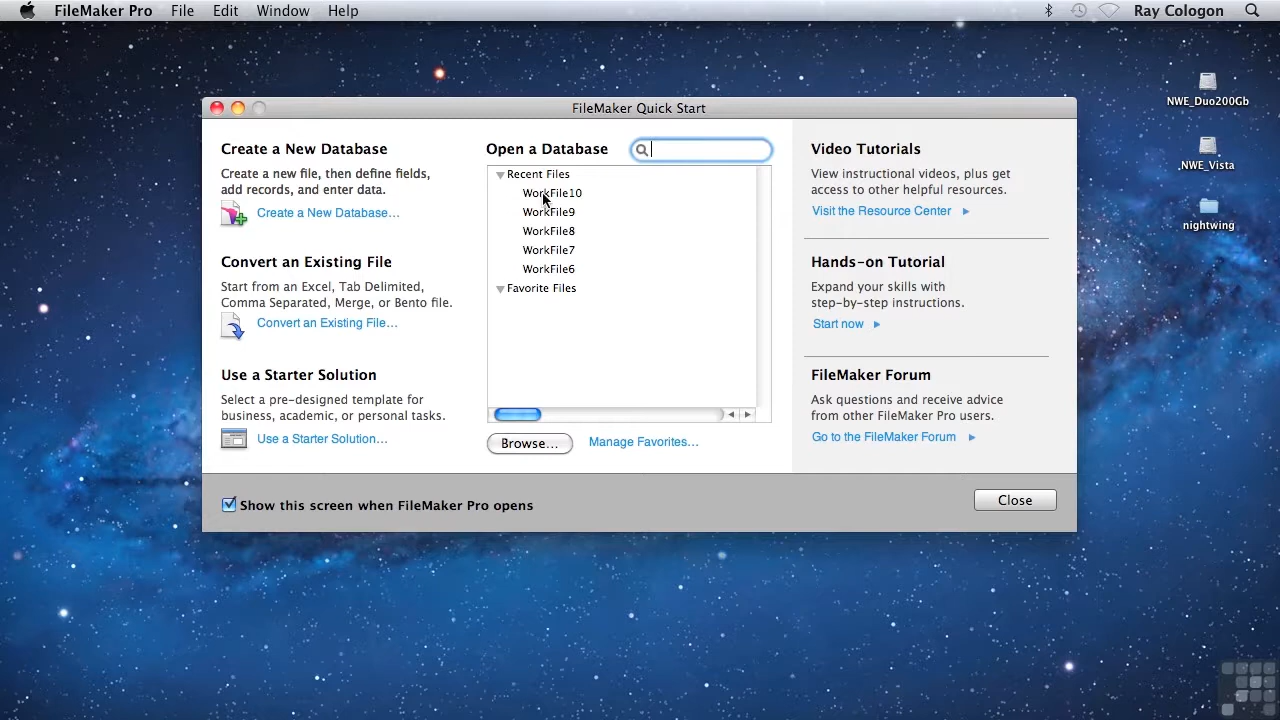 FileMaker Pro File Edit Window Help Ray Cologon
NWE_Duo200Gb
NWE_Vista
nightwing
FileMaker Quick Start
Create a New Database
Create a new file, then define fields,
add records, and enter data.
Create a New Database...
Convert an Existing File
Start from an Excel, Tab Delimited,
Comma Separated, Merge, or Bento file.
Convert an Existing File...
Use a Starter Solution
Select a pre-designed template for
business, academic, or personal tasks.
Use a Starter Solution...
Open a Database
Recent Files
WorkFile10
WorkFile9
WorkFile8
WorkFile7
WorkFile6
Favorite Files
Browse... Manage Favorites...
Video Tutorials
View instructional videos, plus get
access to other helpful resources.
Visit the Resource Center
Hands-on Tutorial
Expand your skills with
step-by-step instructions.
Start now
FileMaker Forum
Ask questions and receive advice
from other FileMaker Pro users.
Go to the FileMaker Forum
Show this screen when FileMaker Pro opens
Close